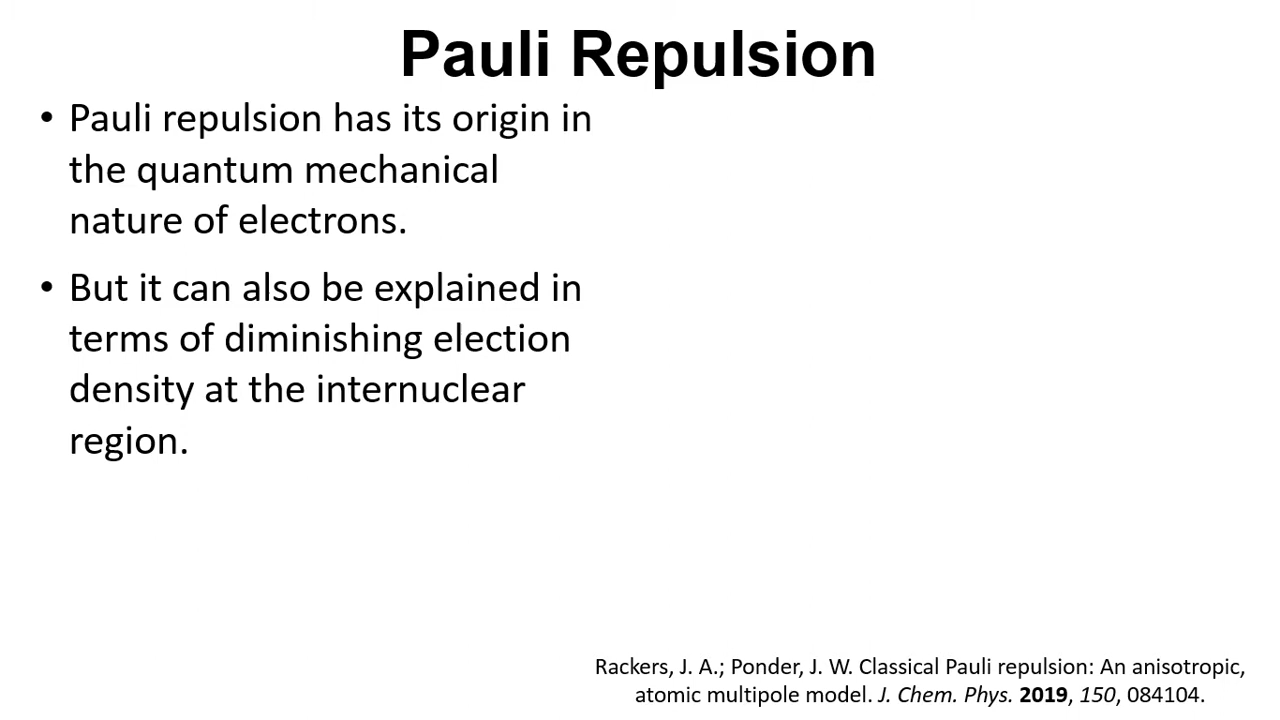 Pauli Repulsion
• Pauli repulsion has its origin in
the quantum mechanical
nature of electrons.
• But it can also be explained in
terms of diminishing election
density at the internuclear
region.
Rackers, J. A.; Ponder, J. W. Classical Pauli repulsion: An anisotropic,
atomic multipole model. J. Chem. Phys. 2019, 150, 084104.